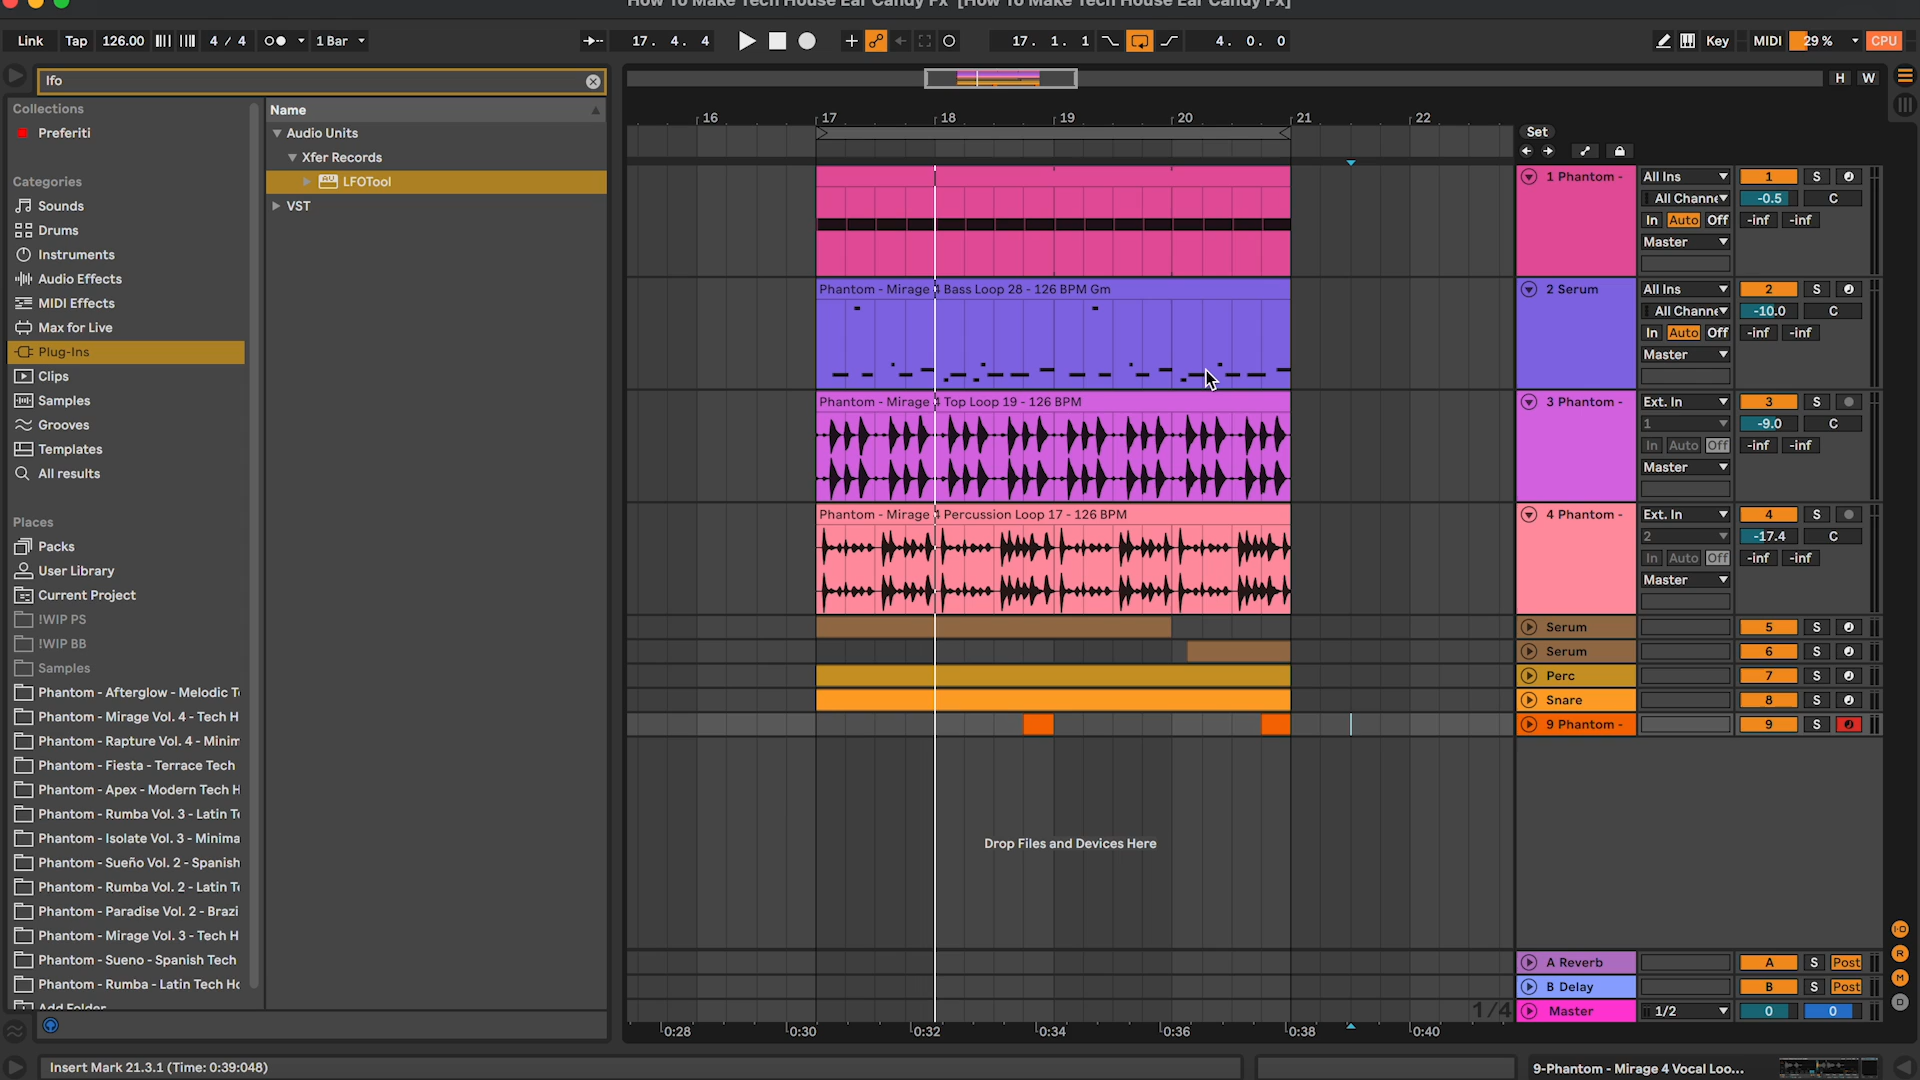 How To Make Tech House Ear Candy Fx  [How To Make Tech House Ear Candy Fx]
Link Tap 126.00 4 / 4 1 Bar 17. 4. 4 17. 1. 1 4. 0. 0 Key MIDI 29 % CPU
lfo
H W
Collections
Preferiti
Categories
Sounds
Drums
Instruments
Audio Effects
MIDI Effects
Max for Live
Plug-Ins
Clips
Samples
Grooves
Templates
All results
Places
Packs
User Library
Current Project
!WIP PS
!WIP BB
Samples
Phantom - Afterglow - Melodic T
Phantom - Mirage Vol. 4 - Tech H
Phantom - Rapture Vol. 4 - Minim
Phantom - Fiesta - Terrace Tech
Phantom - Apex - Modern Tech H
Phantom - Rumba Vol. 3 - Latin T
Phantom - Isolate Vol. 3 - Minima
Phantom - Sueño Vol. 2 - Spanish
Phantom - Rumba Vol. 2 - Latin T
Phantom - Paradise Vol. 2 - Brazi
Phantom - Mirage Vol. 3 - Tech H
Phantom - Sueno - Spanish Tech
Phantom - Rumba - Latin Tech Ho
Add Folder
Name
Audio Units
Xfer Records
LFOTool
VST
16 17 18 19 20 21 22
Set
Phantom - Mirage 4 Bass Loop 28 - 126 BPM Gm
Phantom - Mirage 4 Top Loop 19 - 126 BPM
Phantom - Mirage 4 Percussion Loop 17 - 126 BPM
Drop Files and Devices Here
1/4
0:28 0:30 0:32 0:34 0:36 0:38 0:40
1 Phantom - All Ins 1 S
All Channe -0.5 C
In Auto Off -inf -inf
Master
2 Serum All Ins 2 S
All Channe -10.0 C
In Auto Off -inf -inf
Master
3 Phantom - Ext. In 3 S
1 -9.0 C
In Auto Off -inf -inf
Master
4 Phantom - Ext. In 4 S
2 -17.4 C
In Auto Off -inf -inf
Master
Serum 5 S
Serum 6 S
Perc 7 S
Snare 8 S
9 Phantom - 9 S
A Reverb A S Post
B Delay B S Post
Master 1/2 0 0
I·O
R
M
D
Insert Mark 21.3.1 (Time: 0:39:048)
9-Phantom - Mirage 4 Vocal Loo...